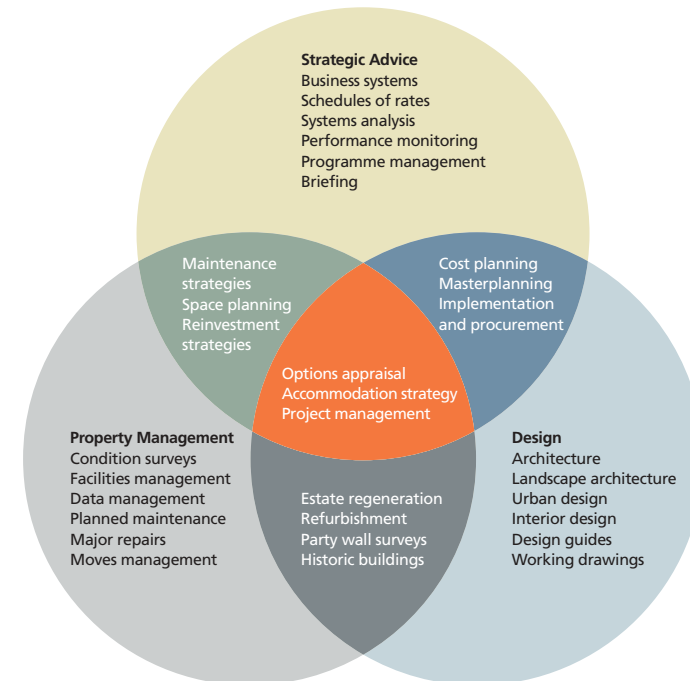 Strategic Advice
Business systems
Schedules of rates
Systems analysis
Performance monitoring
Programme management
Briefing
Maintenance
strategies
Space planning
Reinvestment
strategies
Cost planning
Masterplanning
Implementation
and procurement
Options appraisal
Accommodation strategy
Project management
Property Management
Condition surveys
Facilities management
Data management
Planned maintenance
Major repairs
Moves management
Estate regeneration
Refurbishment
Party wall surveys
Historic buildings
Design
Architecture
Landscape architecture
Urban design
Interior design
Design guides
Working drawings